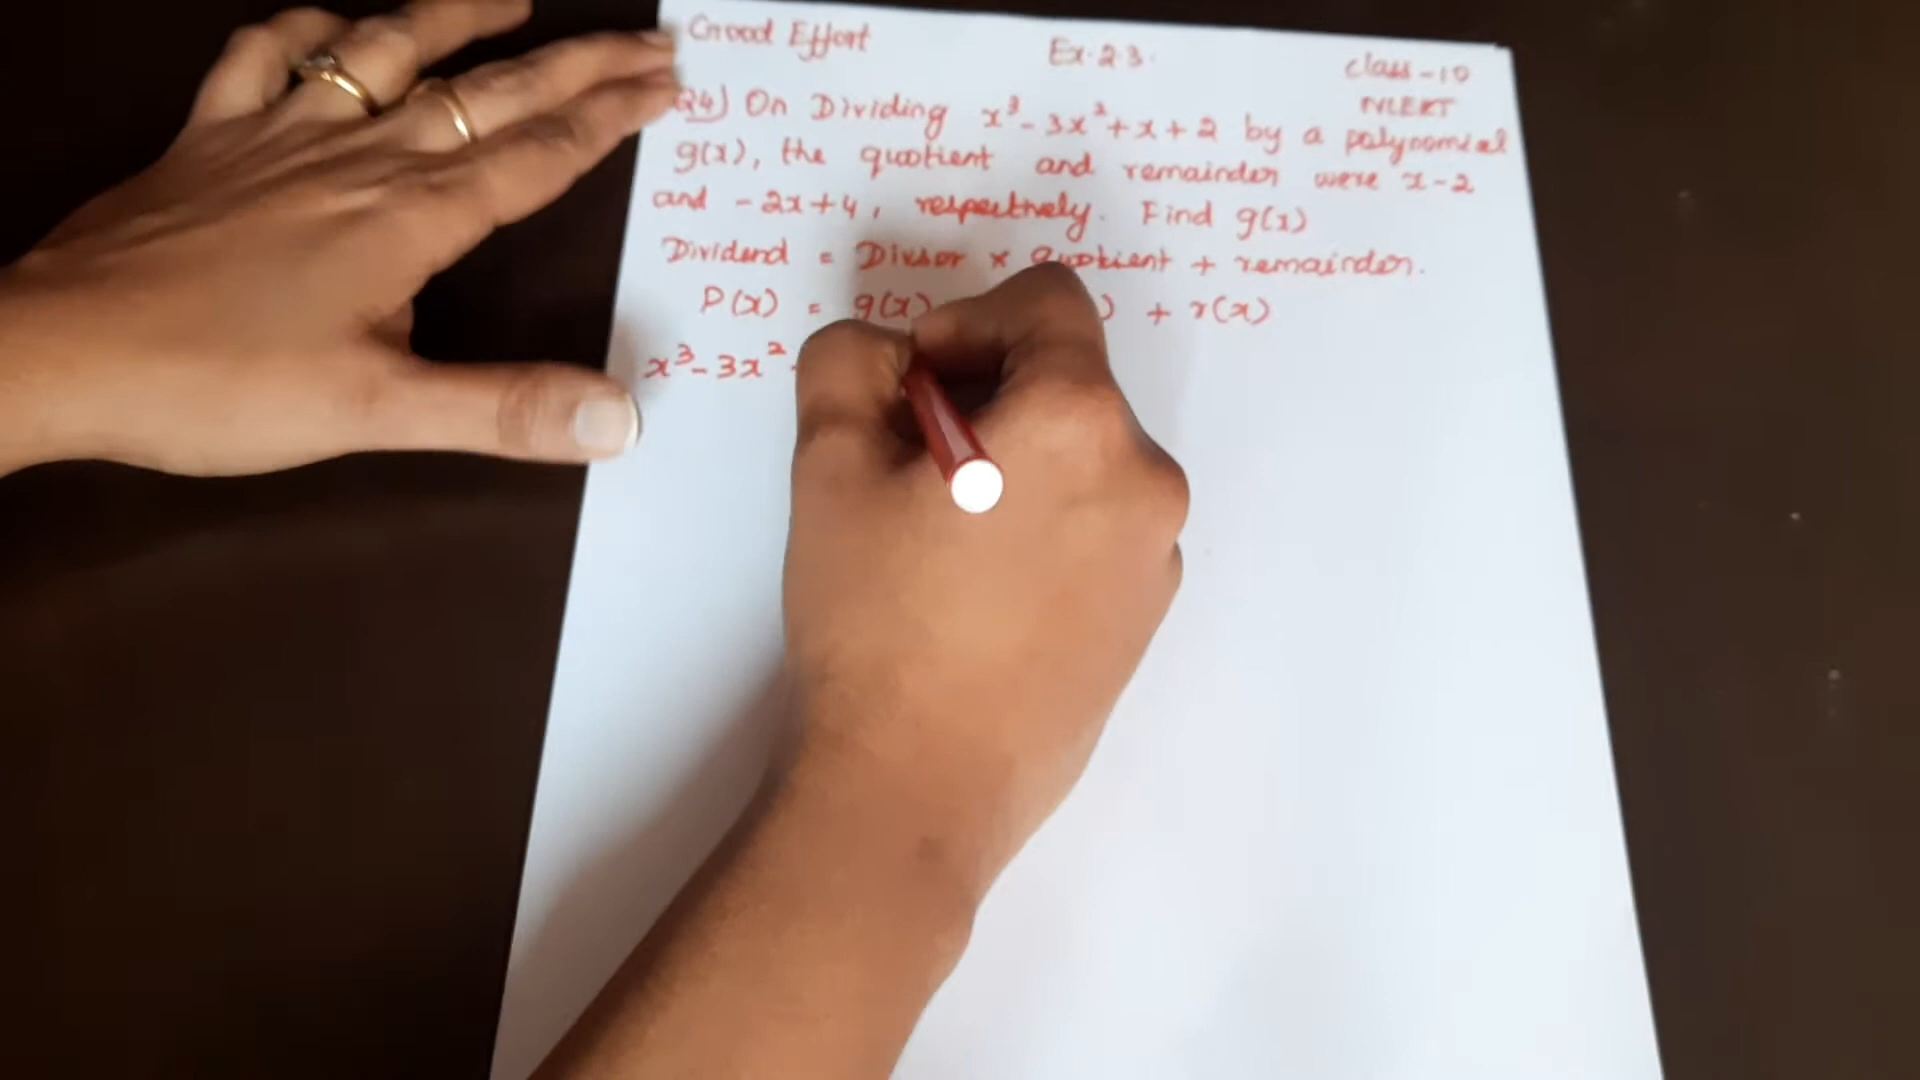 Good Effort Ex. 2.3. class-10
NCERT
Q4) On Dividing x³ - 3x² + x + 2 by a polynomial
g(x), the quotient and remainder were x-2
and -2x+4, respectively. Find g(x)
Dividend = Divisor × quotient + remainder.
P(x) = g(x) ) + r(x)
x³ - 3x²